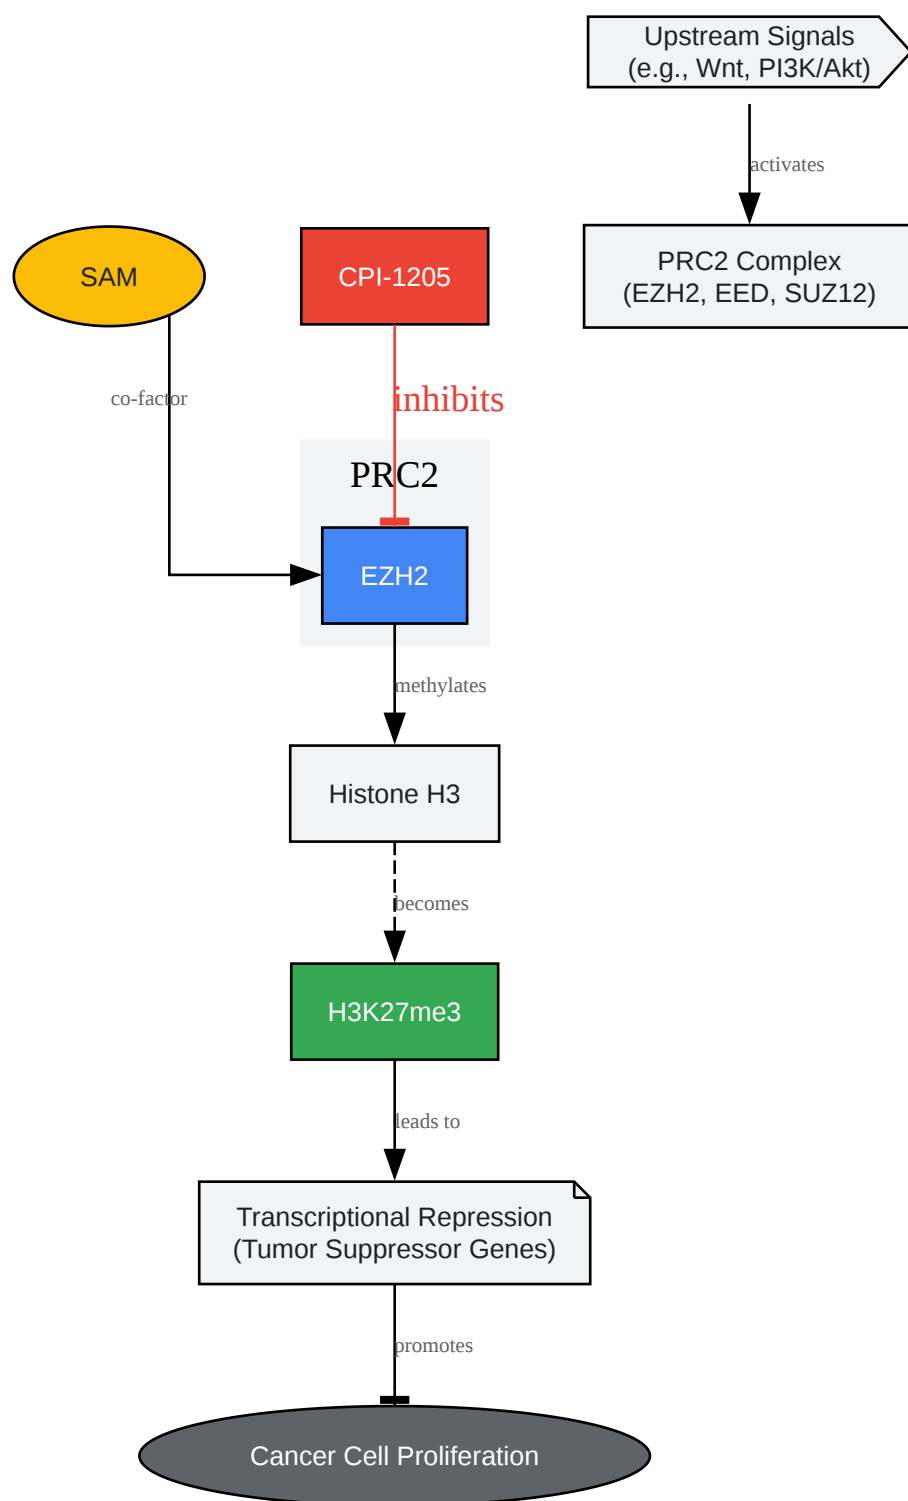 Upstream Signals
(e.g., Wnt, PI3K/Akt)
activates
SAM
CPI-1205
PRC2 Complex
(EZH2, EED, SUZ12)
co-factor
inhibits
PRC2
EZH2
methylates
Histone H3
becomes
H3K27me3
leads to
Transcriptional Repression
(Tumor Suppressor Genes)
promotes
Cancer Cell Proliferation